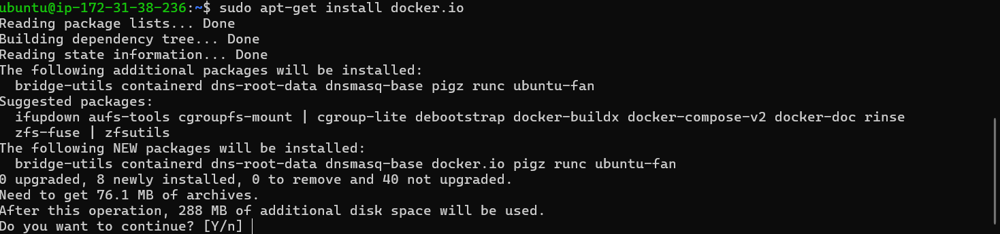 ubuntu@ip-172-31-38-236:~$ sudo apt-get install docker.io
Reading package lists... Done
Building dependency tree... Done
Reading state information... Done
The following additional packages will be installed:
  bridge-utils containerd dns-root-data dnsmasq-base pigz runc ubuntu-fan
Suggested packages:
  ifupdown aufs-tools cgroupfs-mount | cgroup-lite debootstrap docker-buildx docker-compose-v2 docker-doc rinse
  zfs-fuse | zfsutils
The following NEW packages will be installed:
  bridge-utils containerd dns-root-data dnsmasq-base docker.io pigz runc ubuntu-fan
0 upgraded, 8 newly installed, 0 to remove and 40 not upgraded.
Need to get 76.1 MB of archives.
After this operation, 288 MB of additional disk space will be used.
Do you want to continue? [Y/n]